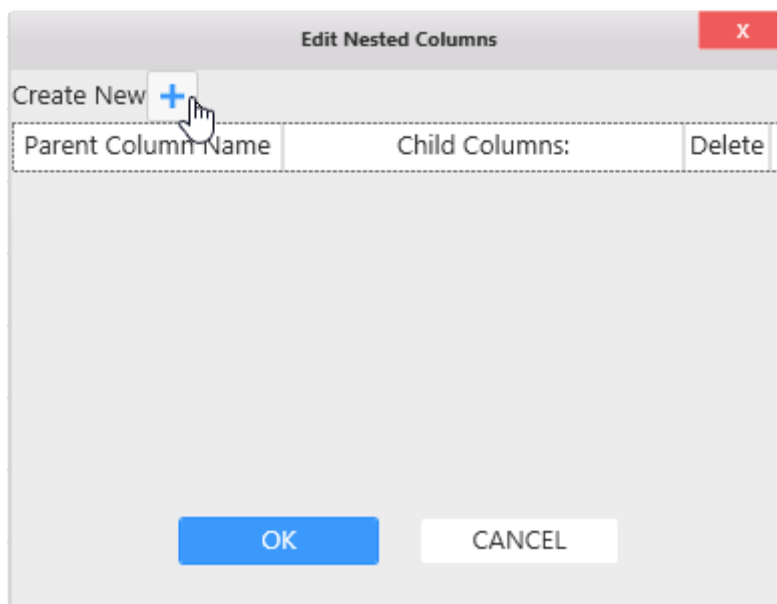 Edit Nested Columns
X
Create New +
Parent Column Name Child Columns: Delete
OK CANCEL